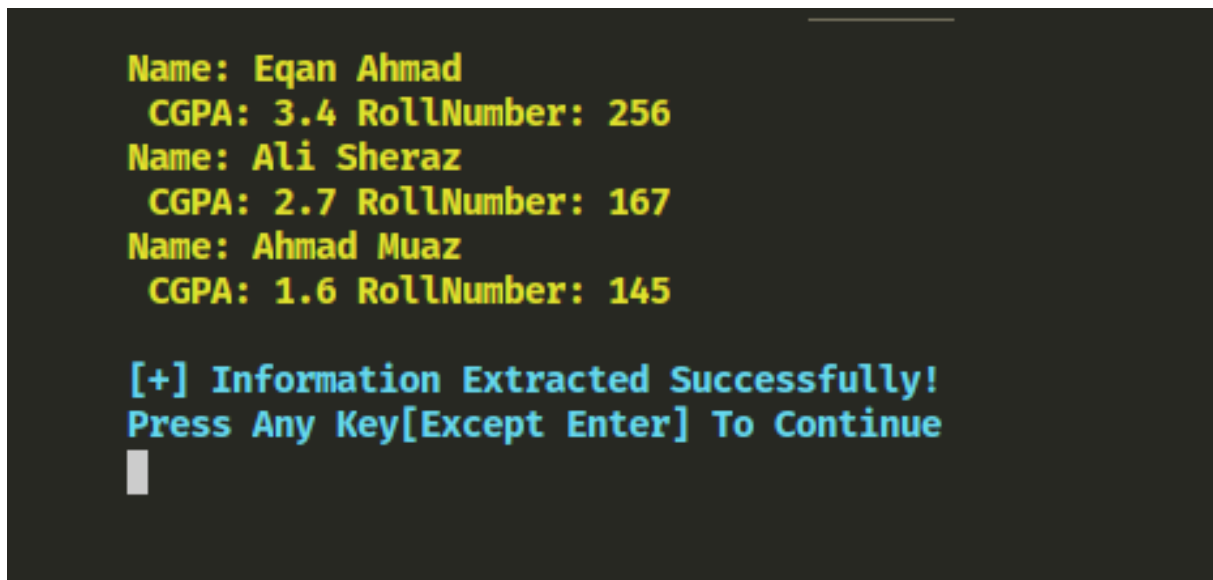 Name: Eqan Ahmad
CGPA: 3.4 RollNumber: 256
Name: Ali Sheraz
CGPA: 2.7 RollNumber: 167
Name: Ahmad Muaz
CGPA: 1.6 RollNumber: 145
[+] Information Extracted Successfully!
Press Any Key[Except Enter] To Continue